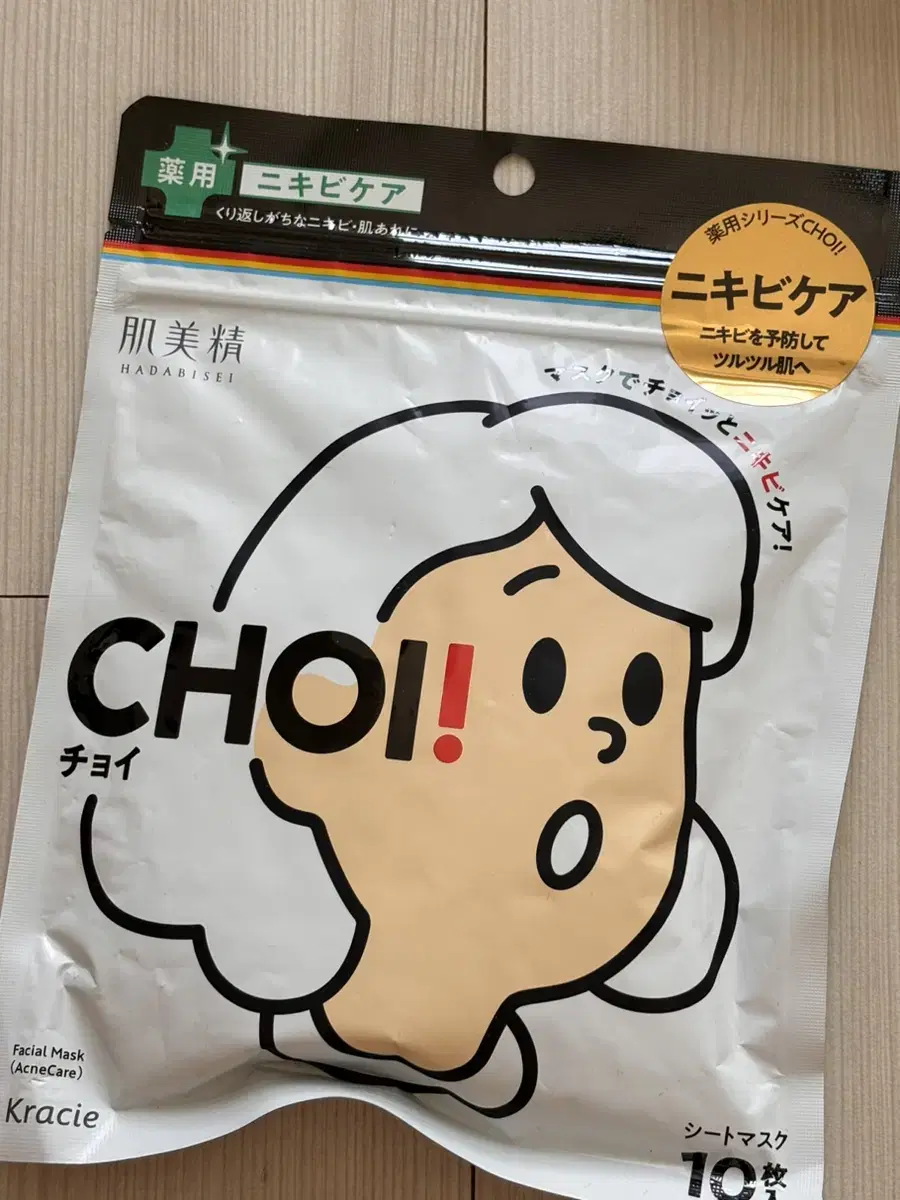 薬用
ニキビケア
くり返しがちなニキビ・肌あれに
薬用シリーズCHOI!
ニキビケア
ニキビを予防して
ツルツル肌へ
肌美精
HADABISEI
マスクでチョイッとニキビケア!
CHOI!
チョイ
Facial Mask
(AcneCare)
Kracie
シートマスク
10枚